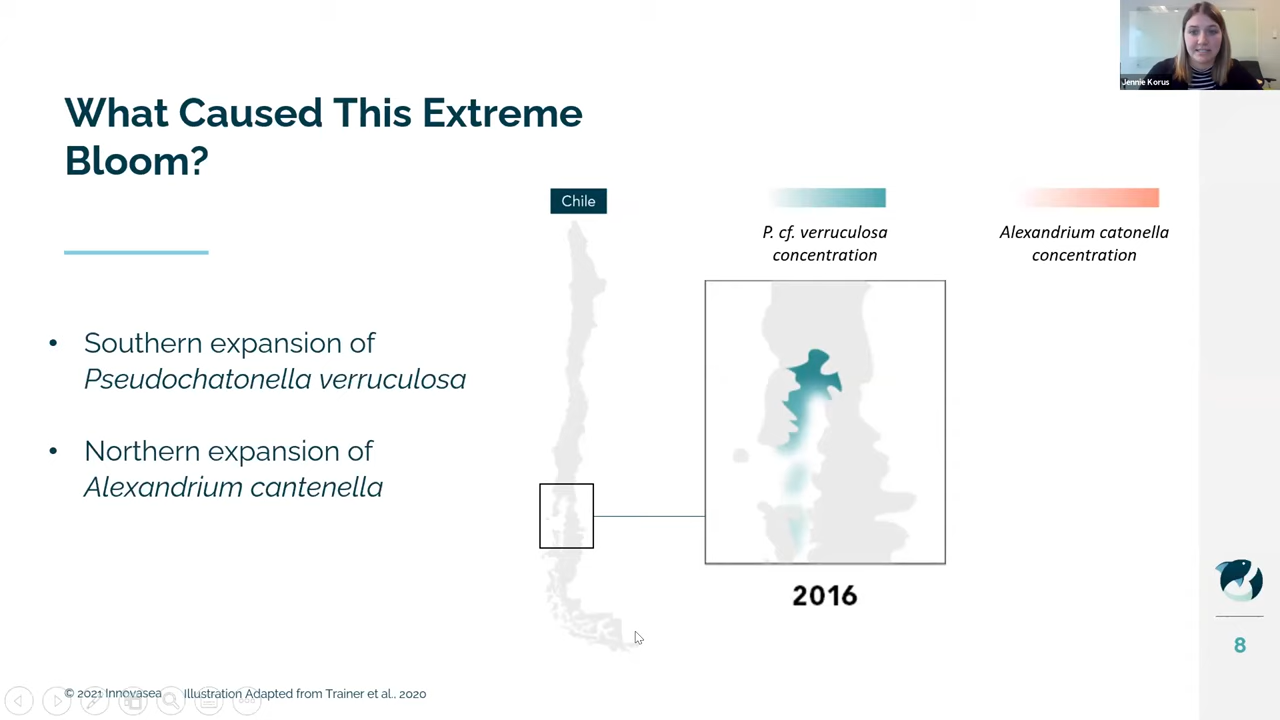 Jennie Korus
What Caused This Extreme
Bloom?
Chile
P. cf. verruculosa
concentration
Alexandrium catonella
concentration
• Southern expansion of
Pseudochatonella verruculosa
• Northern expansion of
Alexandrium cantenella
2016
8
© 2021 Innovasea
Illustration Adapted from Trainer et al., 2020